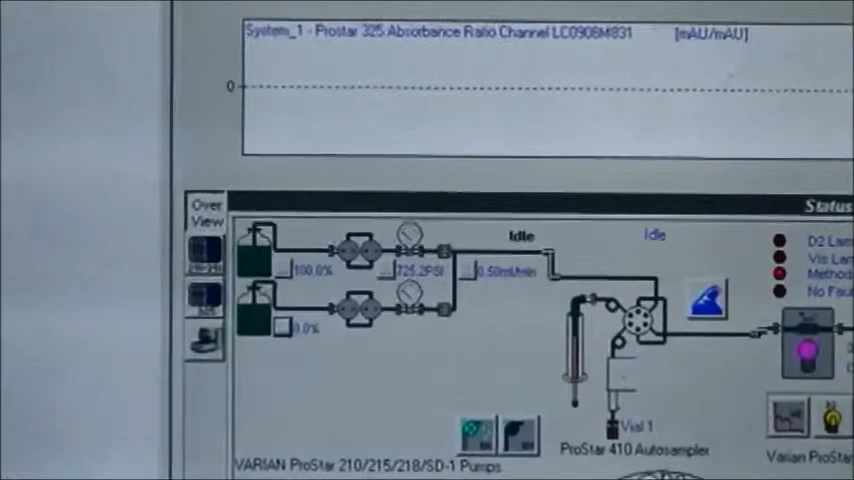 System_1 - Prostar 325 Absorbance Ratio Channel LC0908M831 [mAU/mAU]
0
Over
View
Status
Idle
Idle
D2 Lam
Vis Lam
Method
No Fau
100.0%
725.2PSI
0.50ml/min
0.0%
Vial 1
ProStar 410 Autosampler
VARIAN ProStar 210/215/218/SD-1 Pumps
Varian ProSta